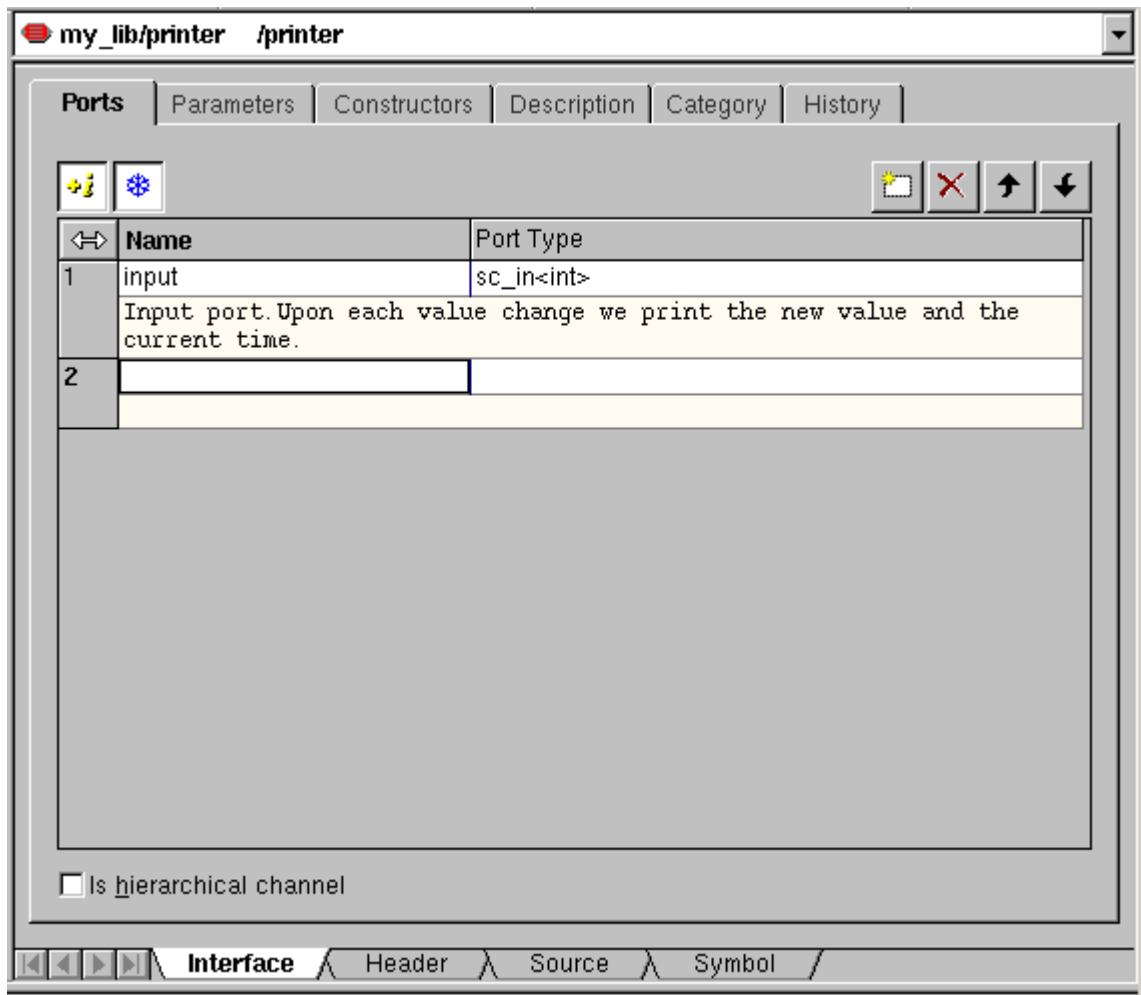 my_lib/printer /printer
Ports Parameters Constructors Description Category History
Name Port Type
1 input sc_in<int>
Input port.Upon each value change we print the new value and the
current time.
2
Is hierarchical channel
Interface Header Source Symbol